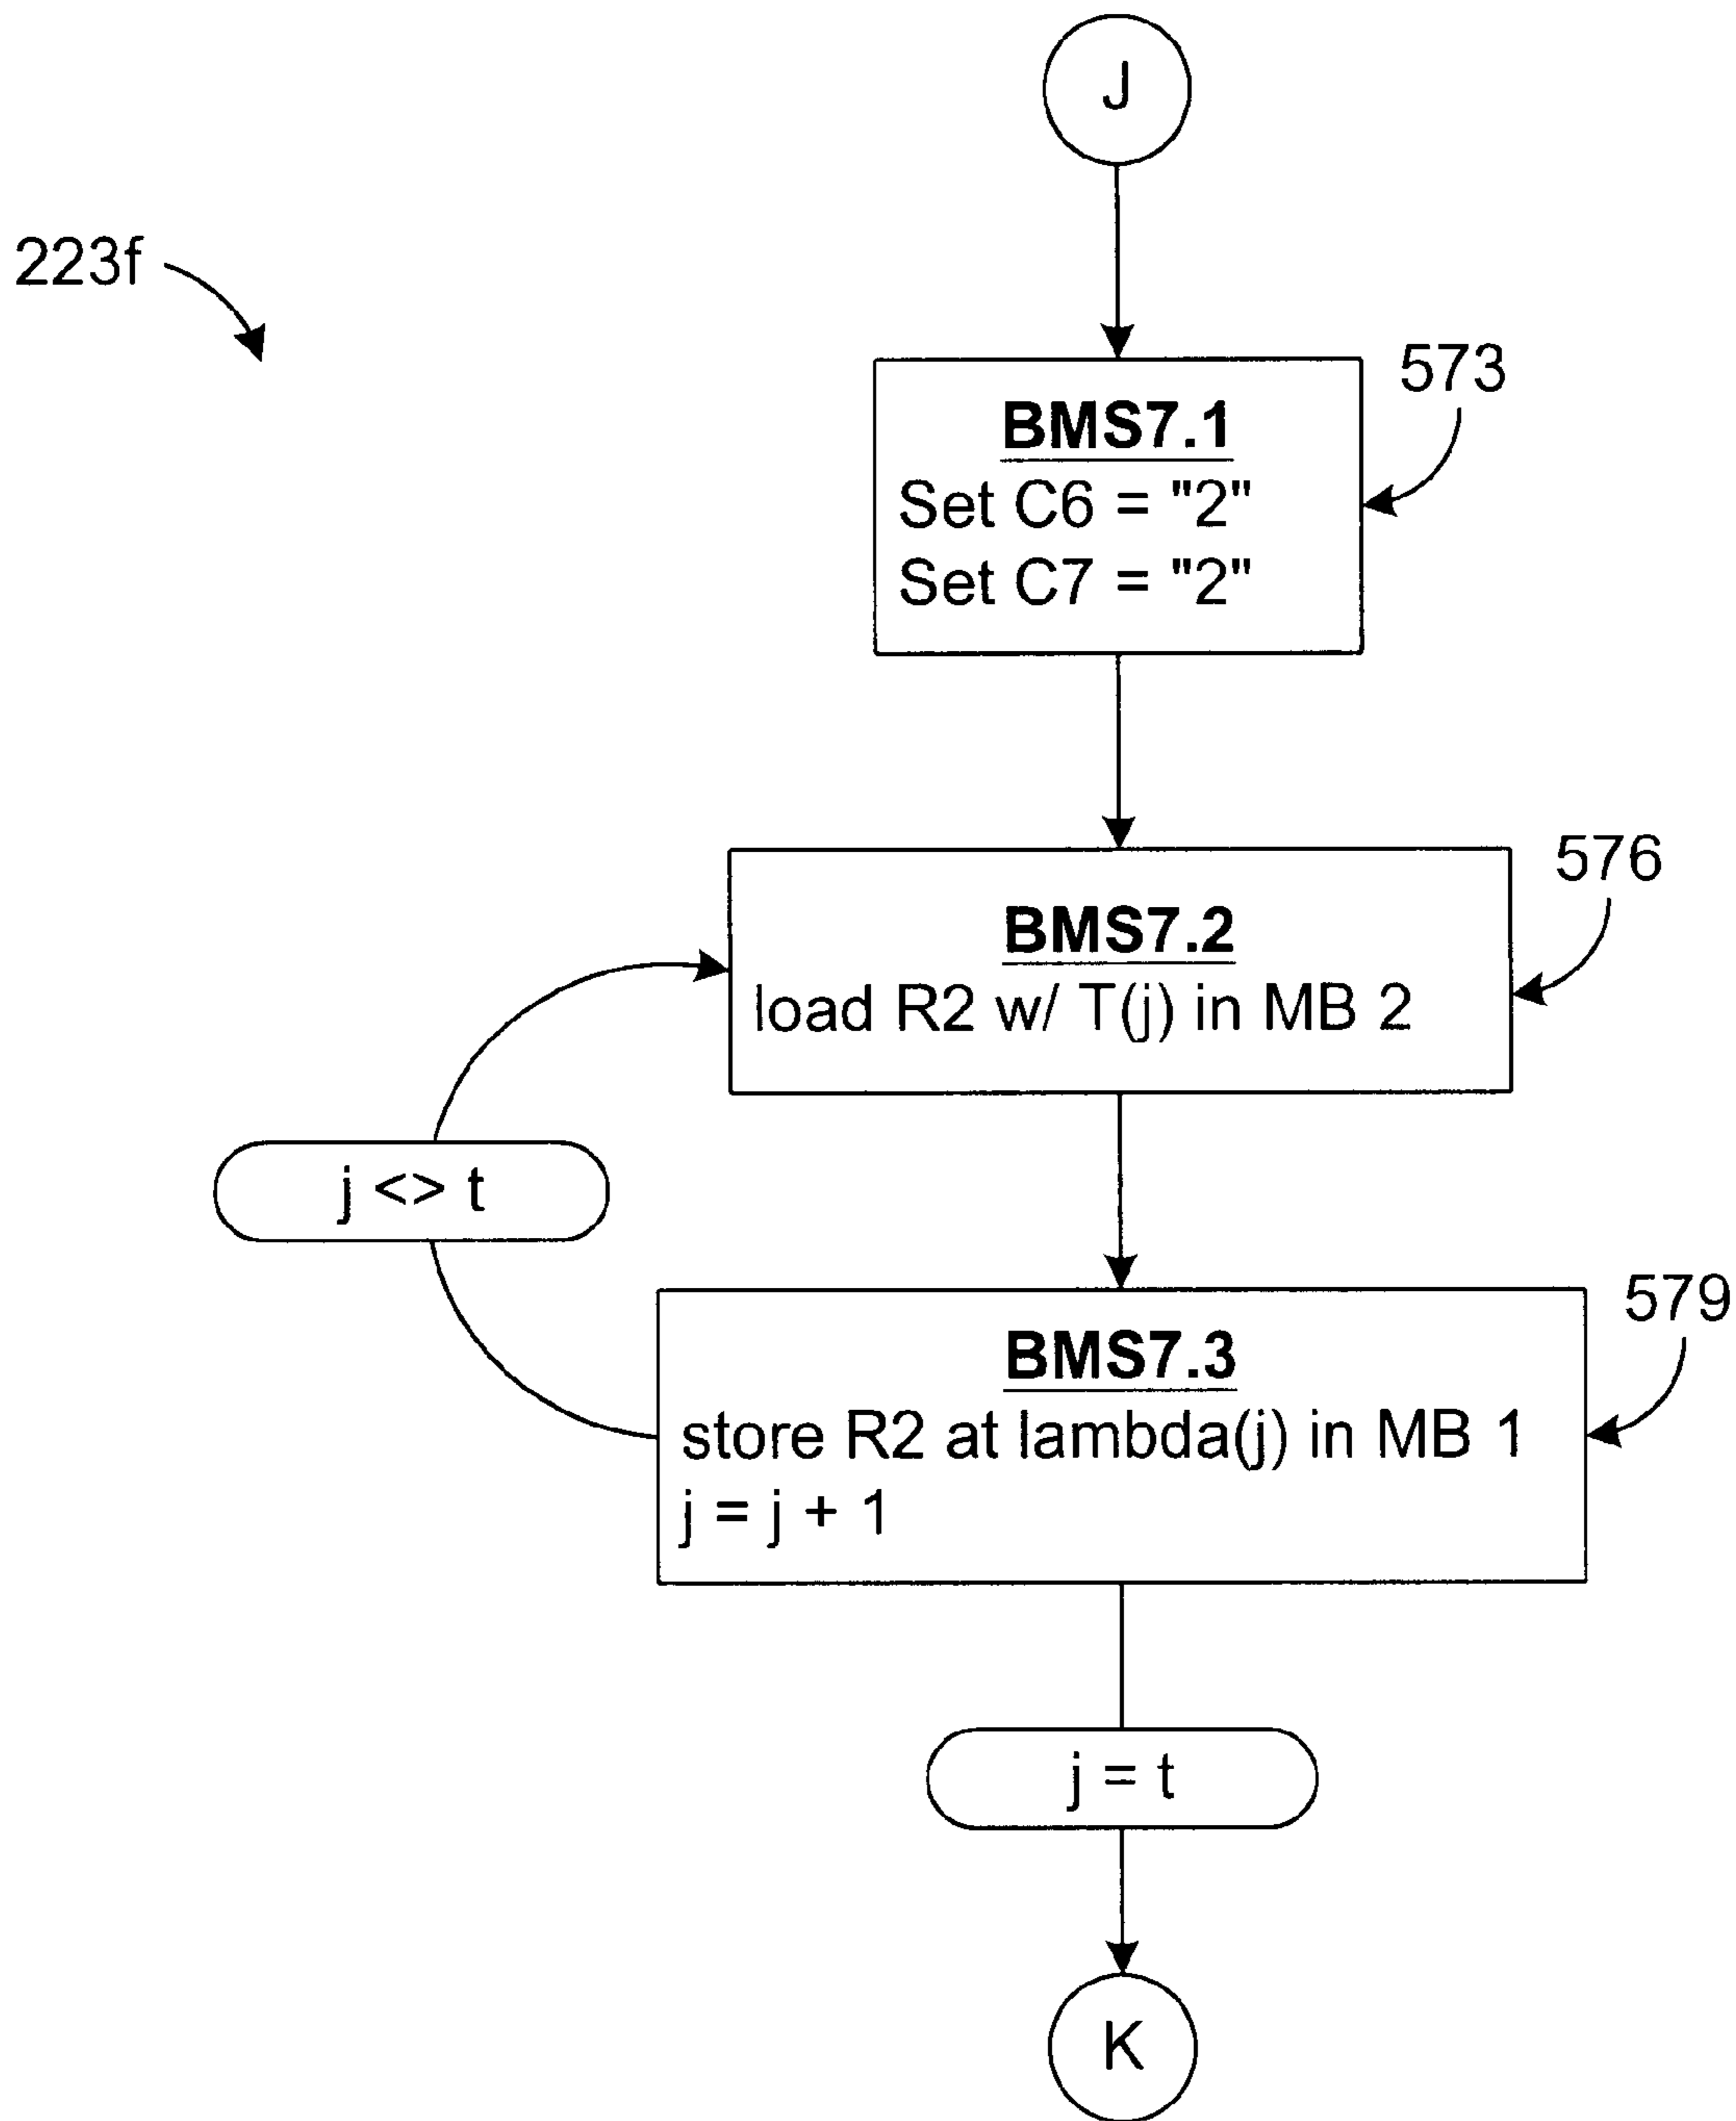 J
223f
573
BMS7.1
Set C6 = "2"
Set C7 = "2"
576
BMS7.2
load R2 w/ T(j) in MB 2
j <> t
579
BMS7.3
store R2 at lambda(j) in MB 1
j = j + 1
j = t
K